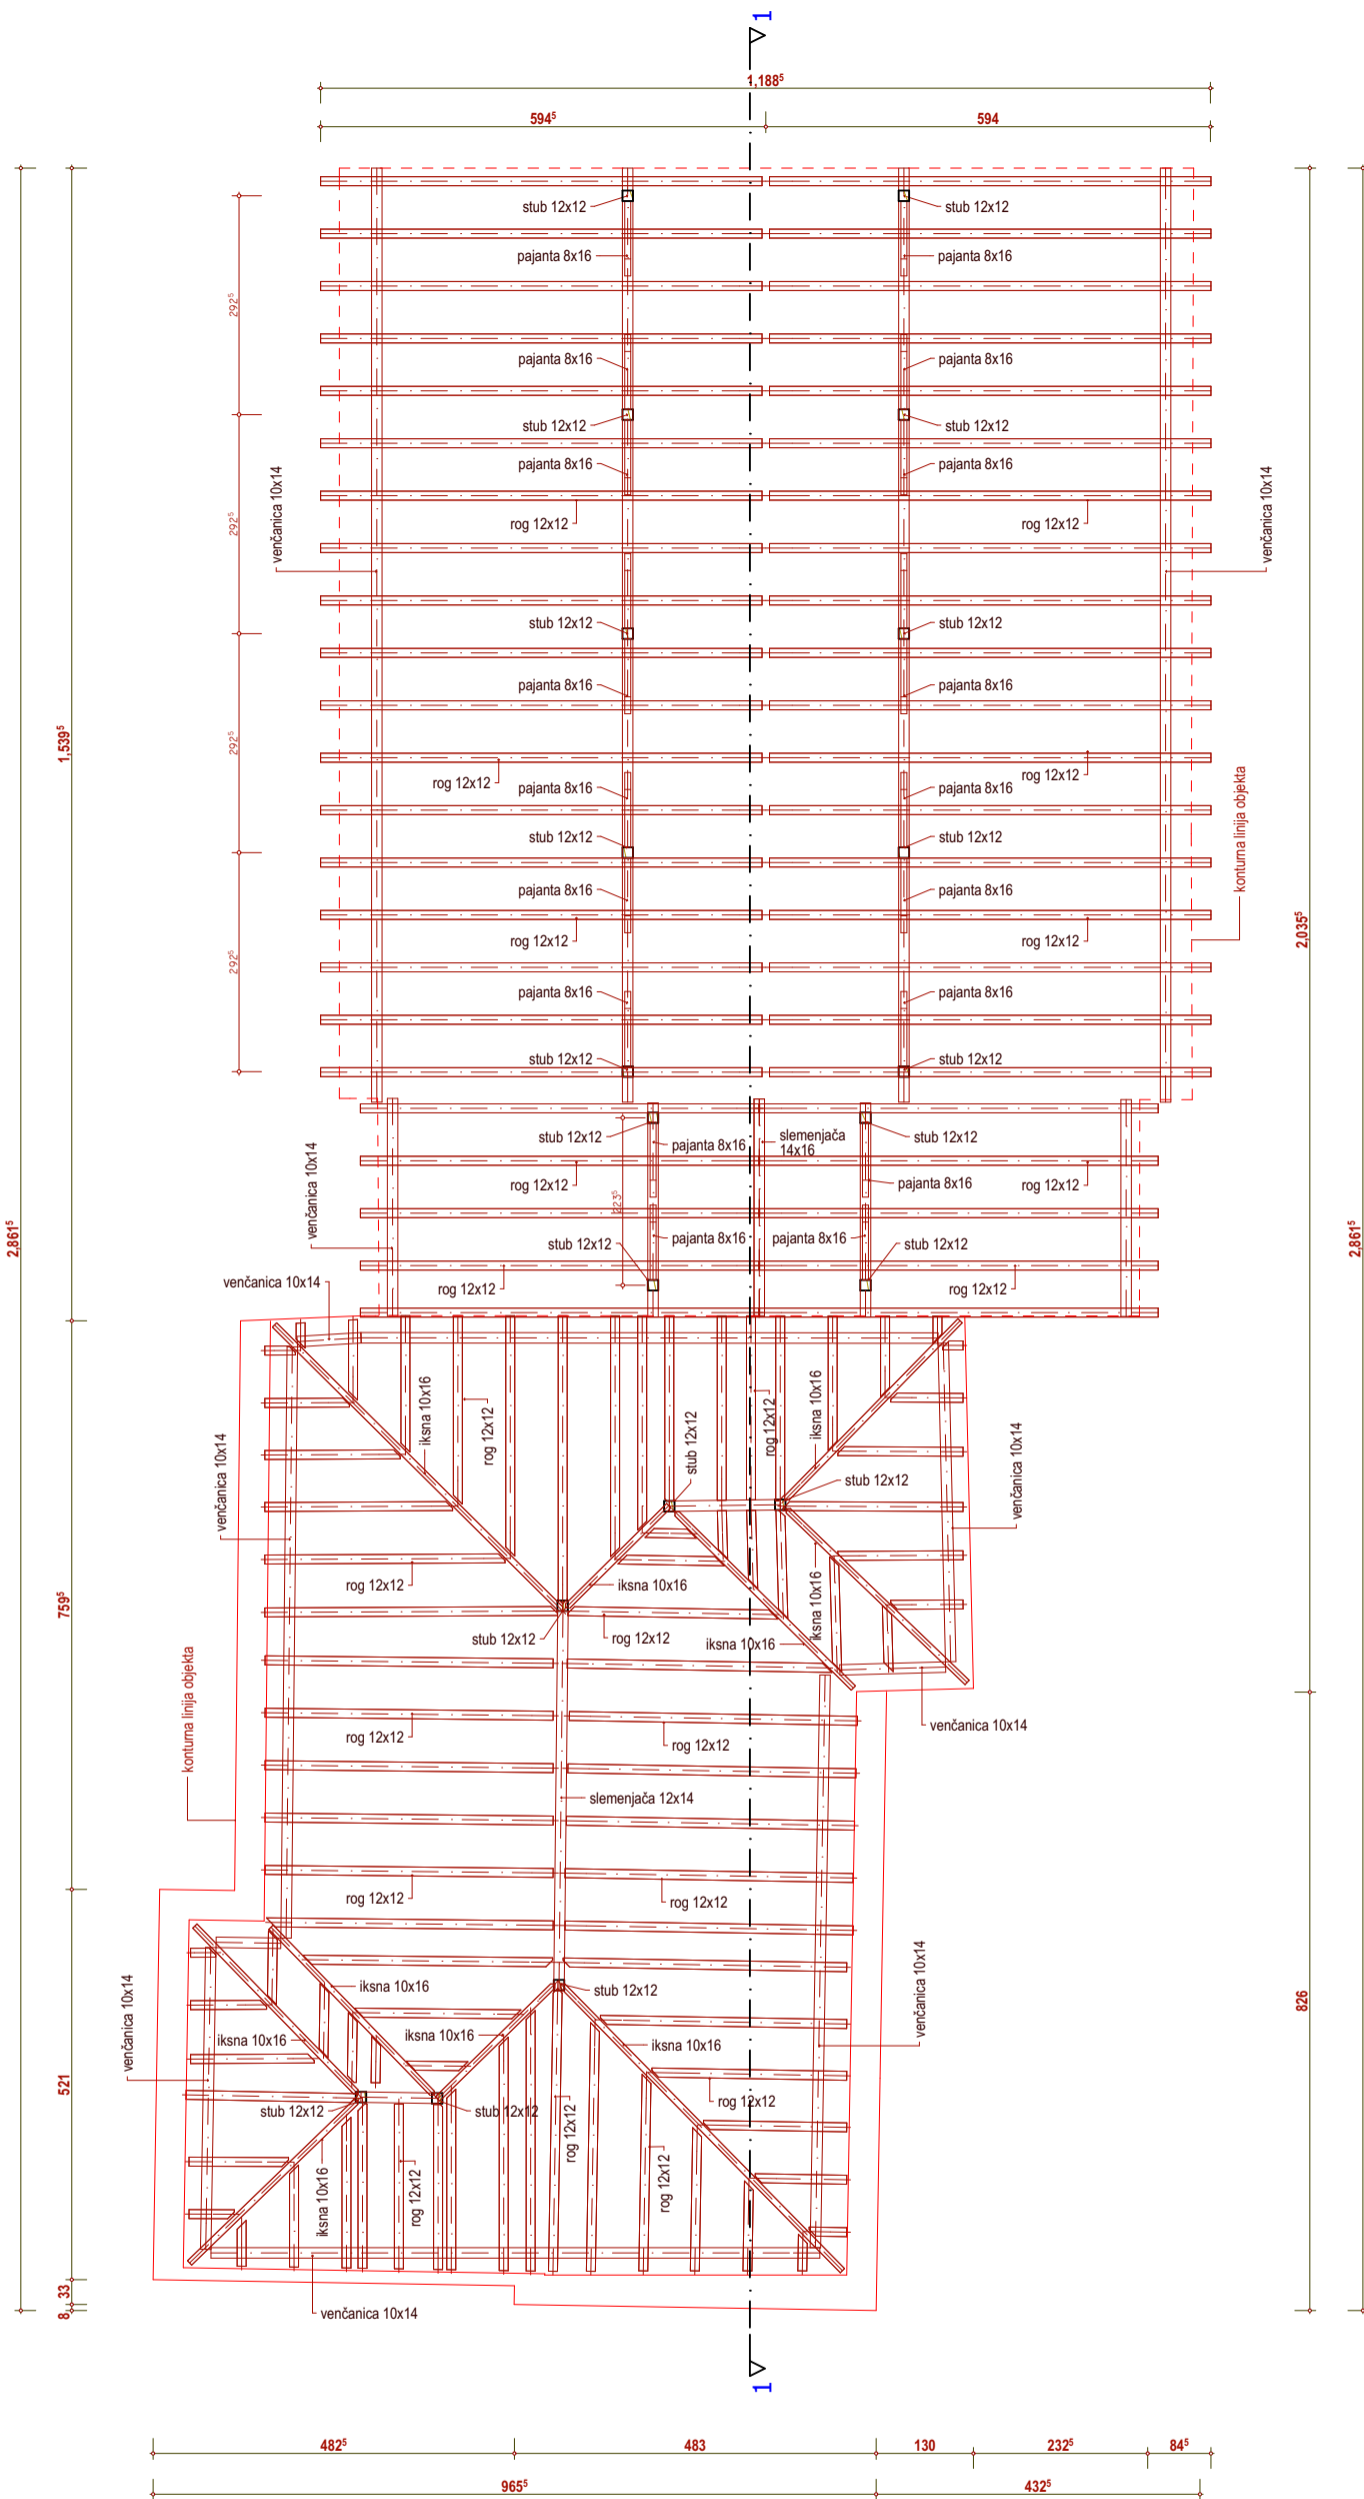 1
1,188⁵
594⁵
594
stub 12x12
stub 12x12
pajanta 8x16
pajanta 8x16
292⁵
pajanta 8x16
pajanta 8x16
stub 12x12
stub 12x12
pajanta 8x16
pajanta 8x16
venčanica 10x14
venčanica 10x14
292⁵
rog 12x12
rog 12x12
stub 12x12
stub 12x12
pajanta 8x16
pajanta 8x16
292⁵
1,539⁵
rog 12x12
rog 12x12
pajanta 8x16
pajanta 8x16
stub 12x12
stub 12x12
konturna linija objekta
pajanta 8x16
pajanta 8x16
2,035⁵
rog 12x12
rog 12x12
292⁵
pajanta 8x16
pajanta 8x16
stub 12x12
stub 12x12
stub 12x12
slemenjača
14x16
stub 12x12
pajanta 8x16
venčanica 10x14
rog 12x12
rog 12x12
pajanta 8x16
223⁵
2,861⁵
2,861⁵
stub 12x12
pajanta 8x16
pajanta 8x16
stub 12x12
venčanica 10x14
rog 12x12
rog 12x12
iksna 10x16
rog 12x12
stub 12x12
rog 12x12
iksna 10x16
venčanica 10x14
venčanica 10x14
stub 12x12
rog 12x12
iksna 10x16
iksna 10x16
759⁵
stub 12x12
rog 12x12
iksna 10x16
konturna linija objekta
rog 12x12
rog 12x12
venčanica 10x14
slemenjača 12x14
rog 12x12
rog 12x12
venčanica 10x14
iksna 10x16
stub 12x12
venčanica 10x14
826
iksna 10x16
iksna 10x16
iksna 10x16
521
stub 12x12
stub 12x12
rog 12x12
rog 12x12
iksna 10x16
rog 12x12
rog 12x12
33
8
venčanica 10x14
1
482⁵
483
130
232⁵
84⁵
965⁵
432⁵